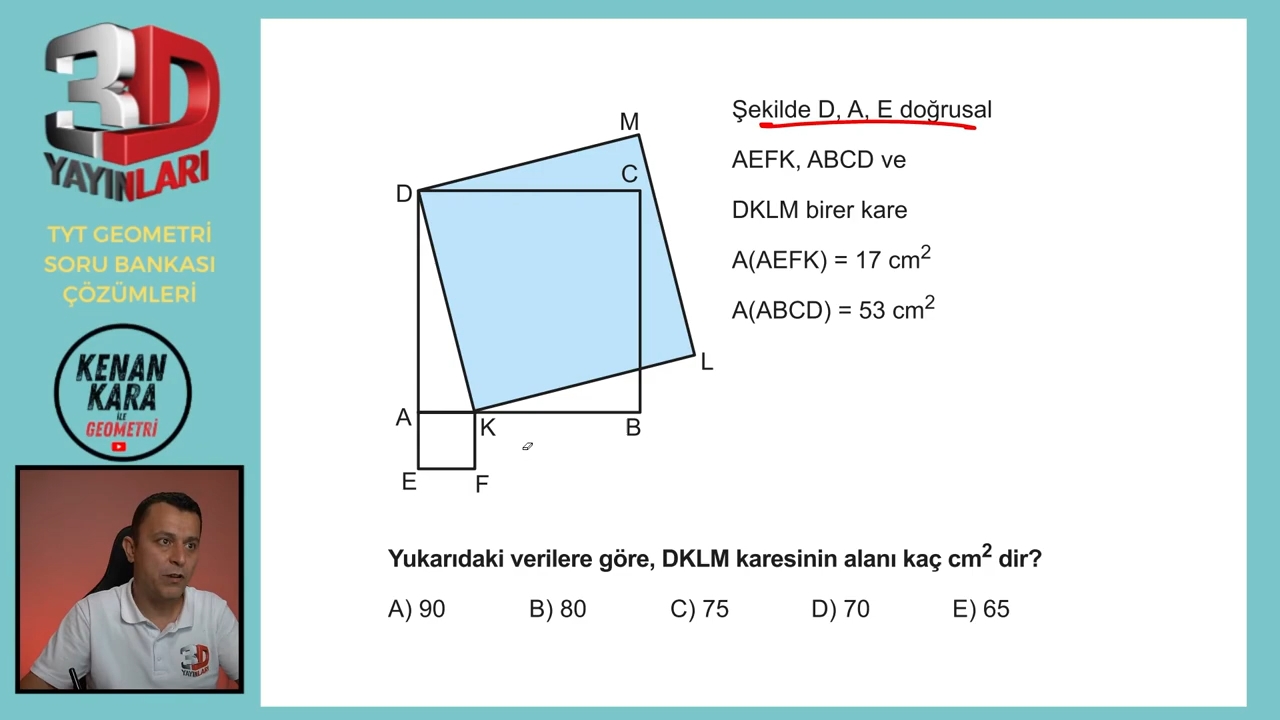 3D
YAYINLARI
TYT GEOMETRİ
SORU BANKASI
ÇÖZÜMLERİ
KENAN
KARA
İLE
GEOMETRİ
3D
YAYINLARI
M
C
D
L
A
K
B
E
F
Şekilde D, A, E doğrusal
AEFK, ABCD ve
DKLM birer kare
A(AEFK) = 17 cm²
A(ABCD) = 53 cm²
Yukarıdaki verilere göre, DKLM karesinin alanı kaç cm² dir?
A) 90 B) 80 C) 75 D) 70 E) 65